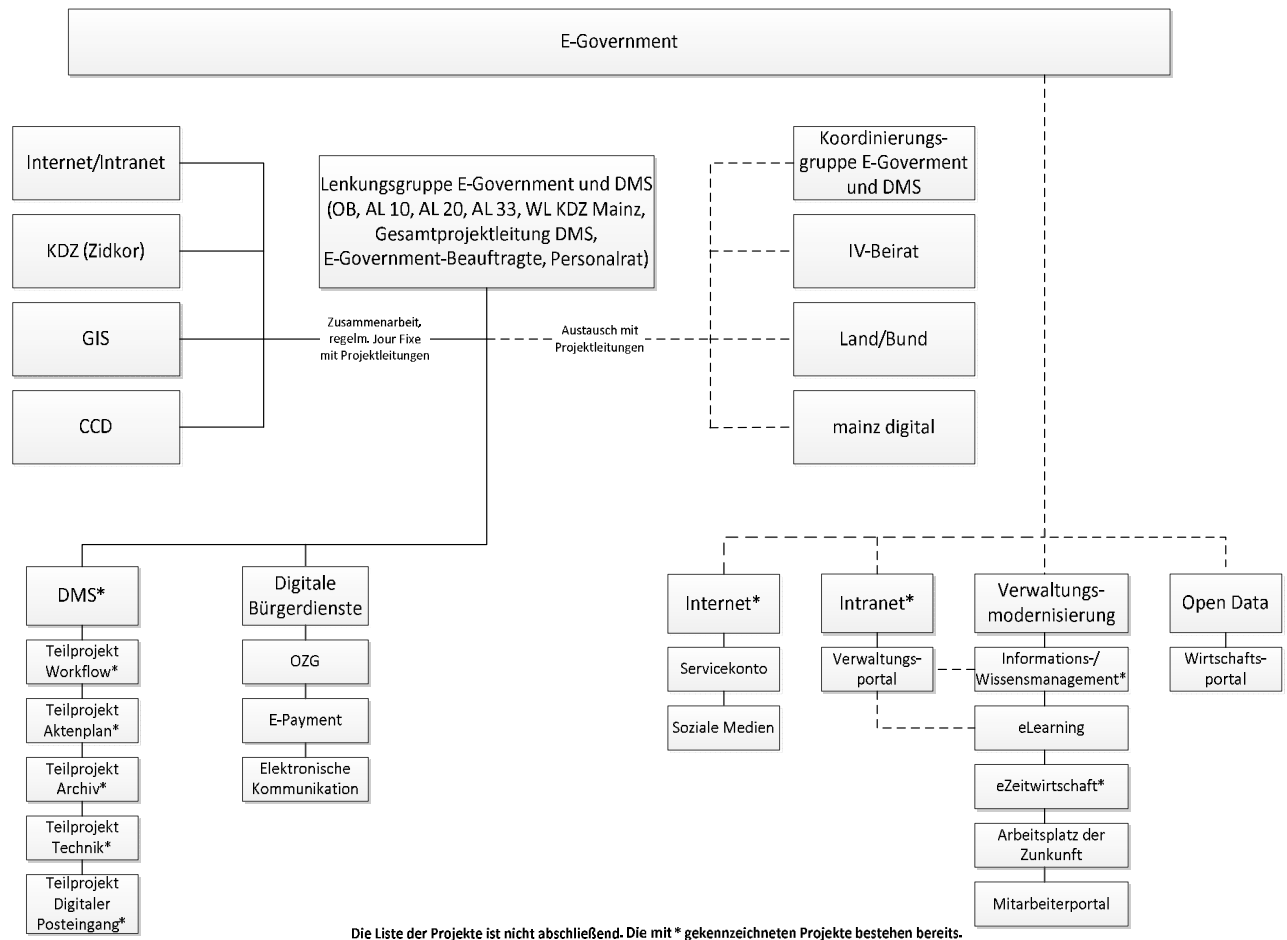 E-Government
Internet/Intranet
KDZ (Zidkor)
GIS
CCD
Lenkungsgruppe E-Government und DMS
(OB, AL 10, AL 20, AL 33, WL KDZ Mainz,
Gesamtprojektleitung DMS,
E-Government-Beauftragte, Personalrat)
Zusammenarbeit,
regelm. Jour Fixe
mit Projektleitungen
Austausch mit
Projektleitungen
Koordinierungs-
gruppe E-Goverment
und DMS
IV-Beirat
Land/Bund
mainz digital
DMS*
Teilprojekt
Workflow*
Teilprojekt
Aktenplan*
Teilprojekt
Archiv*
Teilprojekt
Technik*
Teilprojekt
Digitaler
Posteingang*
Digitale
Bürgerdienste
OZG
E-Payment
Elektronische
Kommunikation
Internet*
Servicekonto
Soziale Medien
Intranet*
Verwaltungs-
portal
Verwaltungs-
modernisierung
Informations-/
Wissensmanagement*
eLearning
eZeitwirtschaft*
Arbeitsplatz der
Zunkunft
Mitarbeiterportal
Open Data
Wirtschafts-
portal
Die Liste der Projekte ist nicht abschließend. Die mit * gekennzeichneten Projekte bestehen bereits.